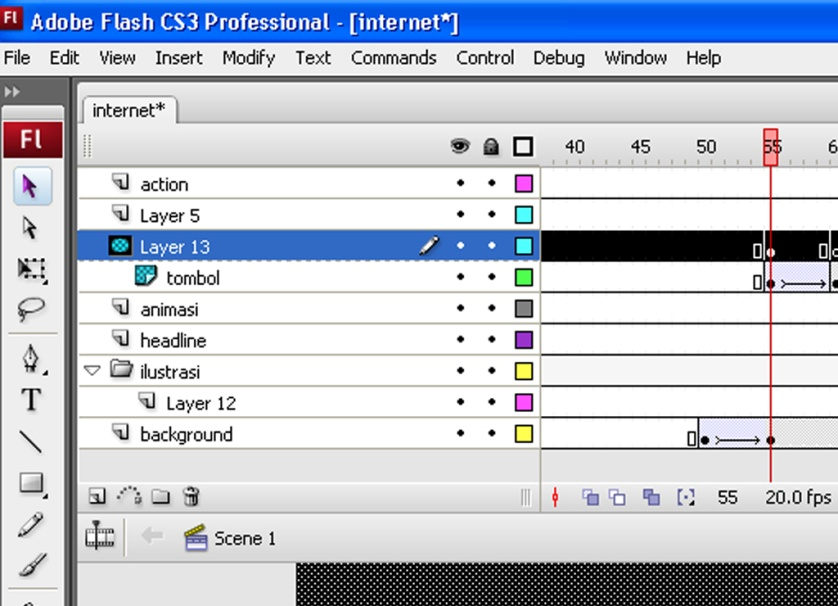 Fl Adobe Flash CS3 Professional - [internet*]
File Edit View Insert Modify Text Commands Control Debug Window Help
internet*
Fl
40 45 50 55 6
action
Layer 5
Layer 13
tombol
animasi
headline
ilustrasi
Layer 12
background
T
55 20.0 fps
Scene 1